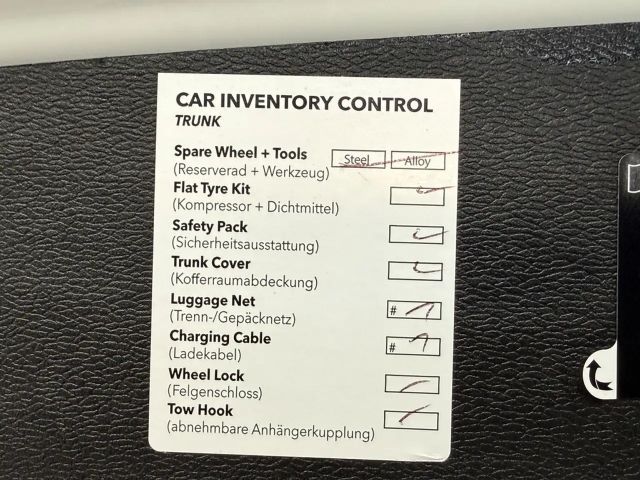 CAR INVENTORY CONTROL
TRUNK
Spare Wheel + Tools Steel Alloy
(Reserverad + Werkzeug)
Flat Tyre Kit
(Kompressor + Dichtmittel)
Safety Pack
(Sicherheitsausstattung)
Trunk Cover
(Kofferraumabdeckung)
Luggage Net #
(Trenn-/Gepäcknetz)
Charging Cable #
(Ladekabel)
Wheel Lock
(Felgenschloss)
Tow Hook
(abnehmbare Anhängerkupplung)